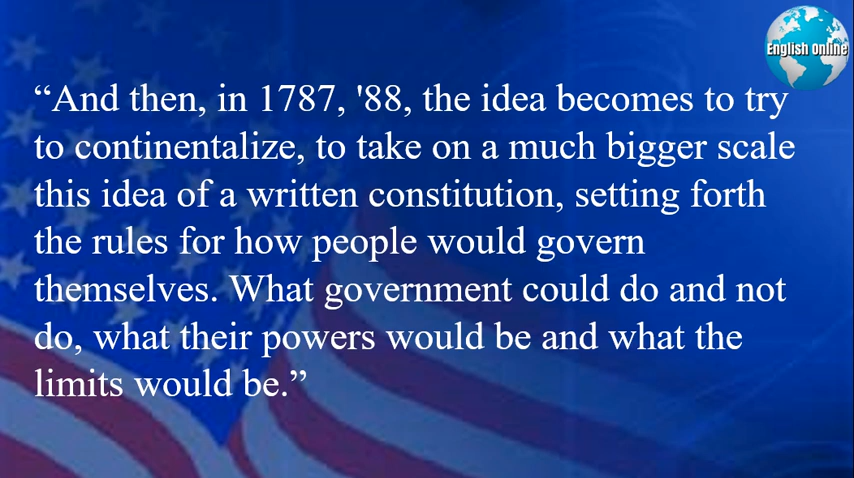 English online
“And then, in 1787, '88, the idea becomes to try
to continentalize, to take on a much bigger scale
this idea of a written constitution, setting forth
the rules for how people would govern
themselves. What government could do and not
do, what their powers would be and what the
limits would be.”